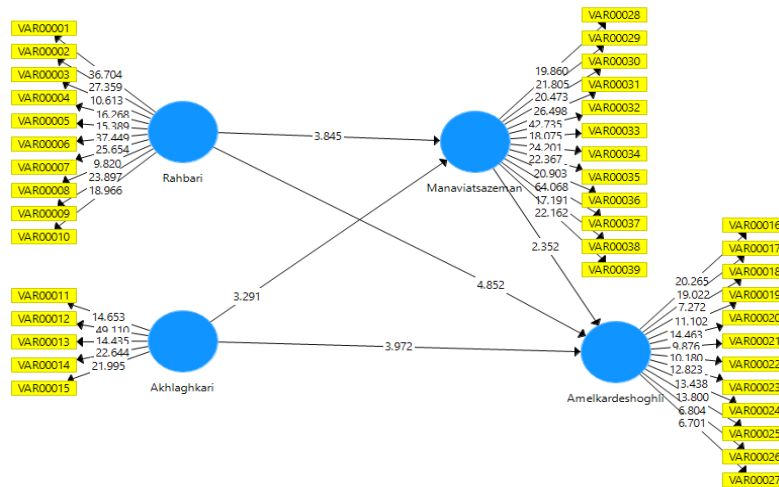 VAR00001
VAR00002
VAR00003
VAR00004
VAR00005
VAR00006
VAR00007
VAR00008
VAR00009
VAR00010
36.704
27.359
10.613
16.268
15.389
37.449
25.654
9.820
23.897
18.966
Rahbari
VAR00011
VAR00012
VAR00013
VAR00014
VAR00015
14.653
49.110
14.435
22.644
21.995
Akhlaghkari
3.845
3.291
4.852
3.972
2.352
Manaviatsazeman
19.860
21.805
20.473
26.498
42.735
18.075
24.201
22.367
20.903
64.068
17.191
22.162
VAR00028
VAR00029
VAR00030
VAR00031
VAR00032
VAR00033
VAR00034
VAR00035
VAR00036
VAR00037
VAR00038
VAR00039
Amelkardeshoghli
20.265
19.022
7.272
11.102
14.463
9.876
10.180
12.823
13.438
13.800
6.804
6.701
VAR00016
VAR00017
VAR00018
VAR00019
VAR00020
VAR00021
VAR00022
VAR00023
VAR00024
VAR00025
VAR00026
VAR00027